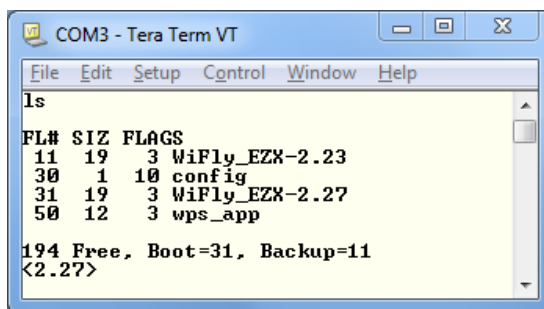 COM3 - Tera Term VT
File Edit Setup Control Window Help
ls
FL# SIZ FLAGS
11 19 3 WiFly_EZX-2.23
30 1 10 config
31 19 3 WiFly_EZX-2.27
50 12 3 wps_app
194 Free, Boot=31, Backup=11
<2.27>